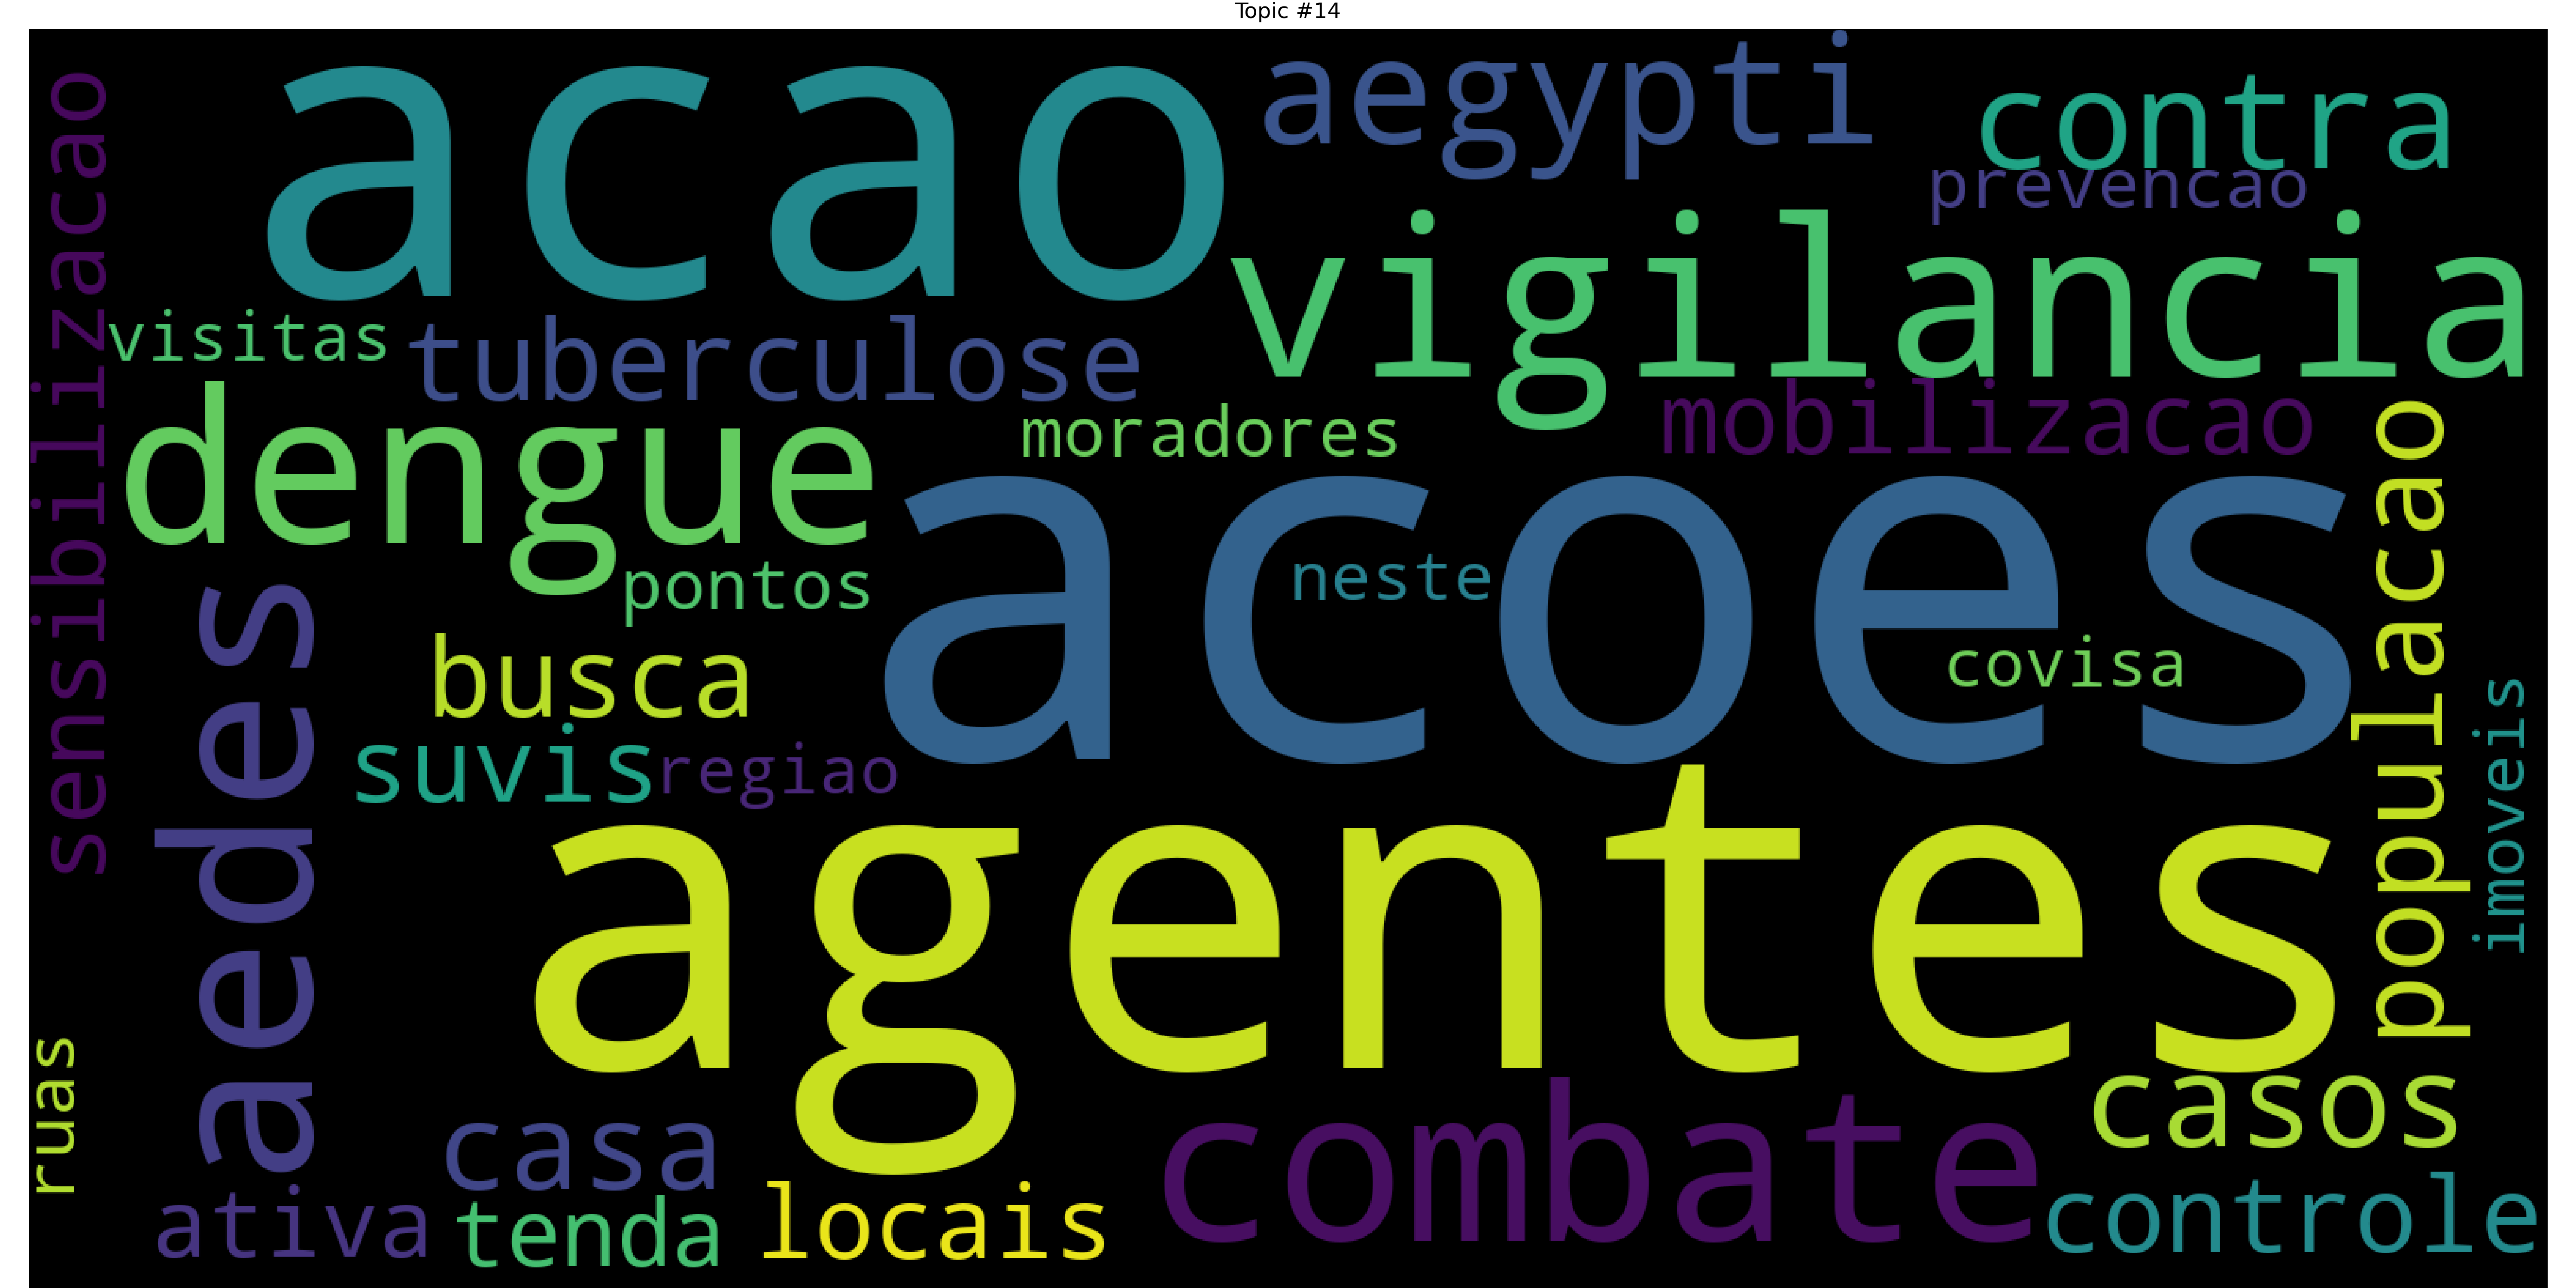 Topic #14
acao
aegypti
contra
prevencao
sensibilizacao
vigilancia
visitas
tuberculose
mobilizacao
moradores
dengue
acoes
populacao
pontos
neste
aedes
busca
covisa
imoveis
suvis
regiao
agentes
ruas
casa
combate
casos
ativa
tenda
locais
controle